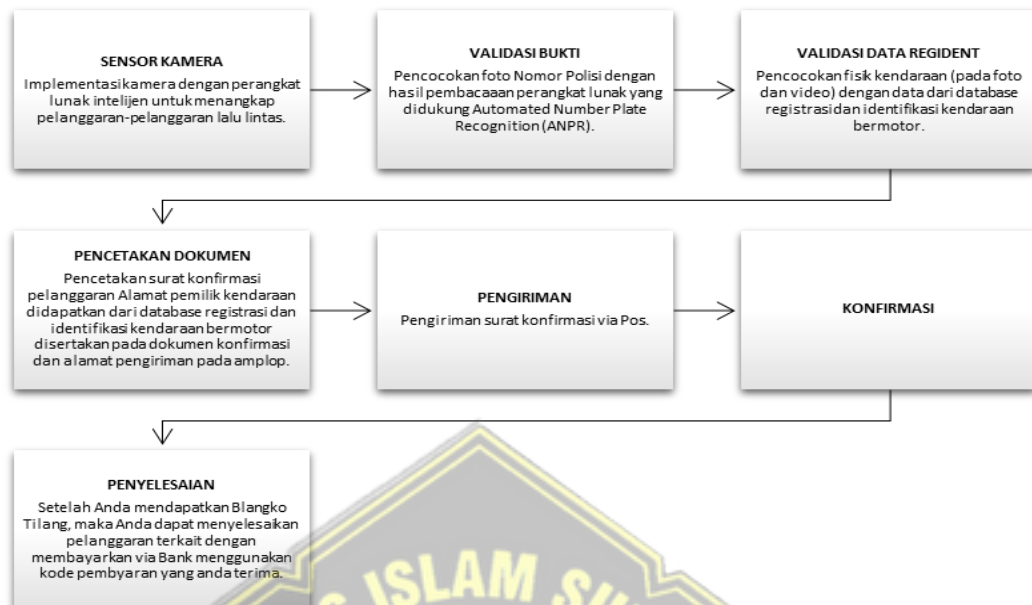 SENSOR KAMERA
Implementasi kamera dengan perangkat
lunak intelijen untuk menangkap
pelanggaran-pelanggaran lalu lintas.
VALIDASI BUKTI
Pencocokan foto Nomor Polisi dengan
hasil pembacaaan perangkat lunak yang
didukung Automated Number Plate
Recognition (ANPR).
VALIDASI DATA REGIDENT
Pencocokan fisik kendaraan (pada foto
dan video) dengan data dari database
registrasi dan identifikasi kendaraan
bermotor.
PENCETAKAN DOKUMEN
Pencetakan surat konfirmasi
pelanggaran Alamat pemilik kendaraan
didapatkan dari database registrasi dan
identifikasi kendaraan bermotor
disertakan pada dokumen konfirmasi
dan alamat pengiriman pada amplop.
PENGIRIMAN
Pengiriman surat konfirmasi via Pos.
KONFIRMASI
PENYELESAIAN
Setelah Anda mendapatkan Blangko
Tilang, maka Anda dapat menyelesaikan
pelanggaran terkait dengan
membayarkan via Bank menggunakan
kode pembyaran yang anda terima.
ISLAM